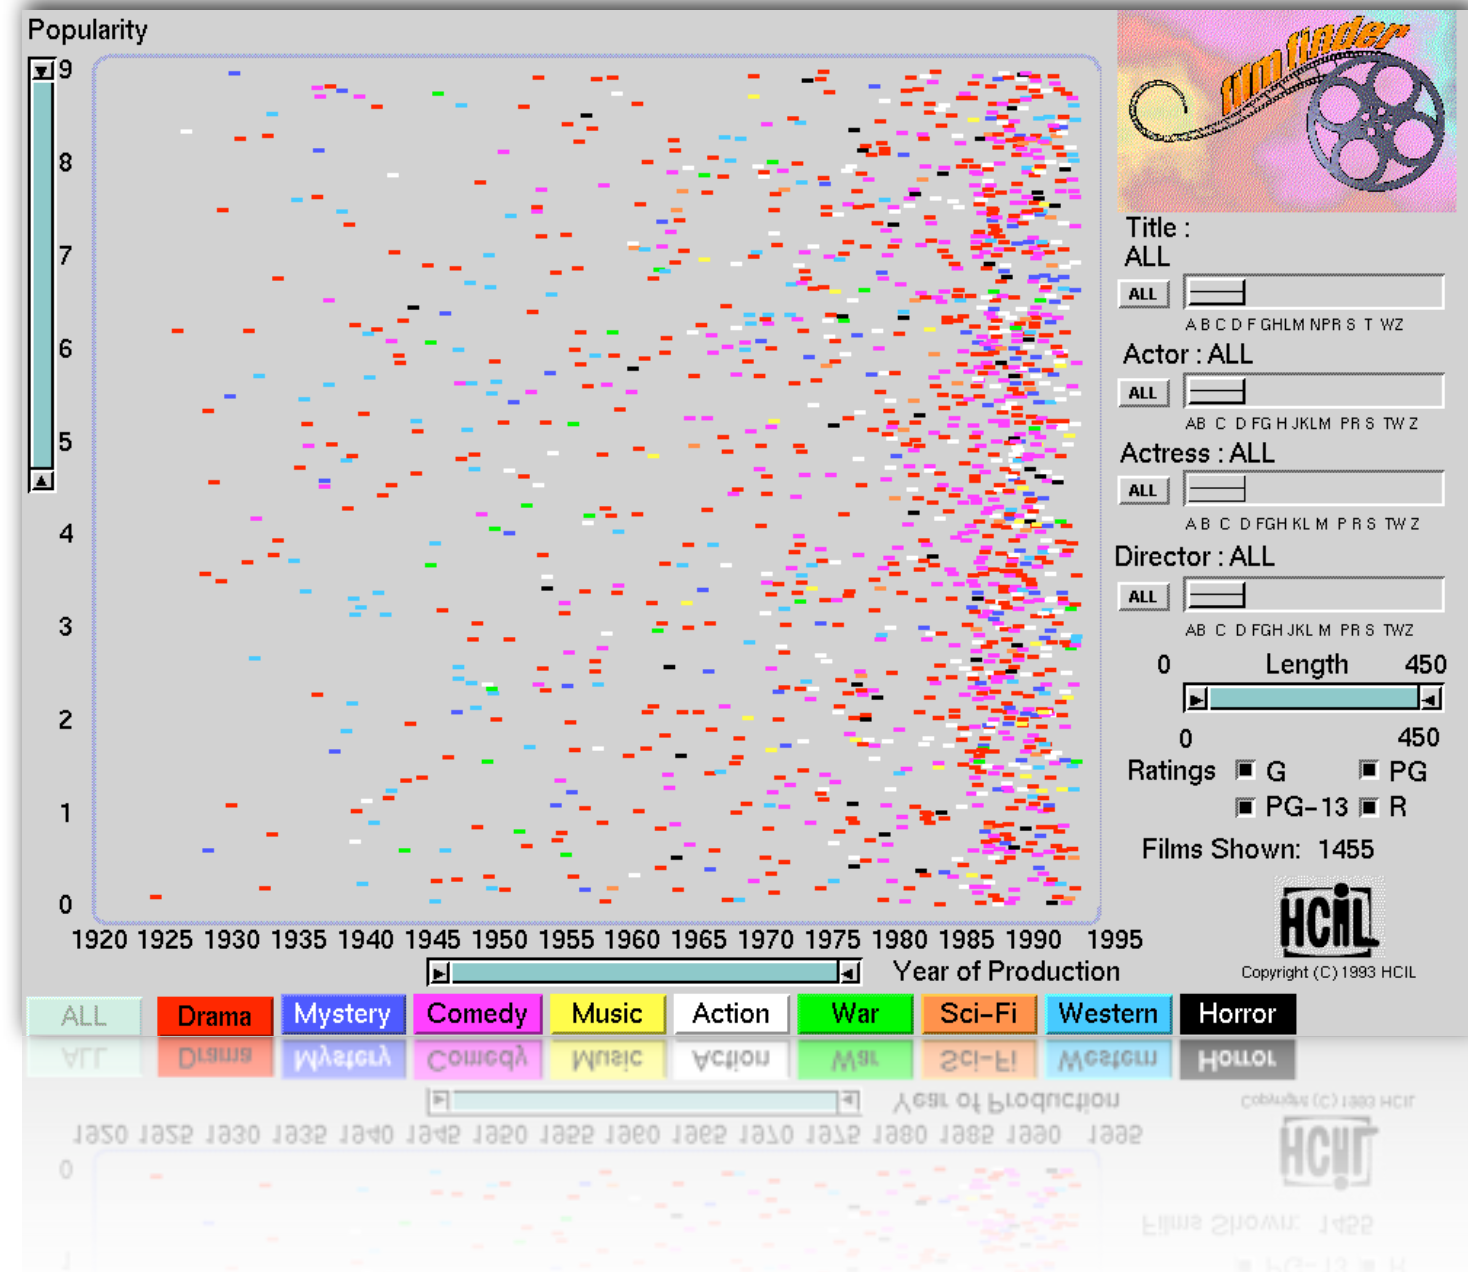 Popularity
film finder
9
8
7
6
5
4
3
2
1
0
1920 1925 1930 1935 1940 1945 1950 1955 1960 1965 1970 1975 1980 1985 1990 1995
Year of Production
Title :
ALL
ALL
A B C D F GHLM NPR S T WZ
Actor : ALL
ALL
AB C D FG H JKLM PR S TW Z
Actress : ALL
ALL
A B C D FGH KL M P R S TW Z
Director : ALL
ALL
AB C D FGH JKL M PR S TWZ
0 Length 450
0 450
Ratings G PG
PG-13 R
Films Shown: 1455
HCIL
Copyright (C) 1993 HCIL
ALL Drama Mystery Comedy Music Action War Sci-Fi Western Horror